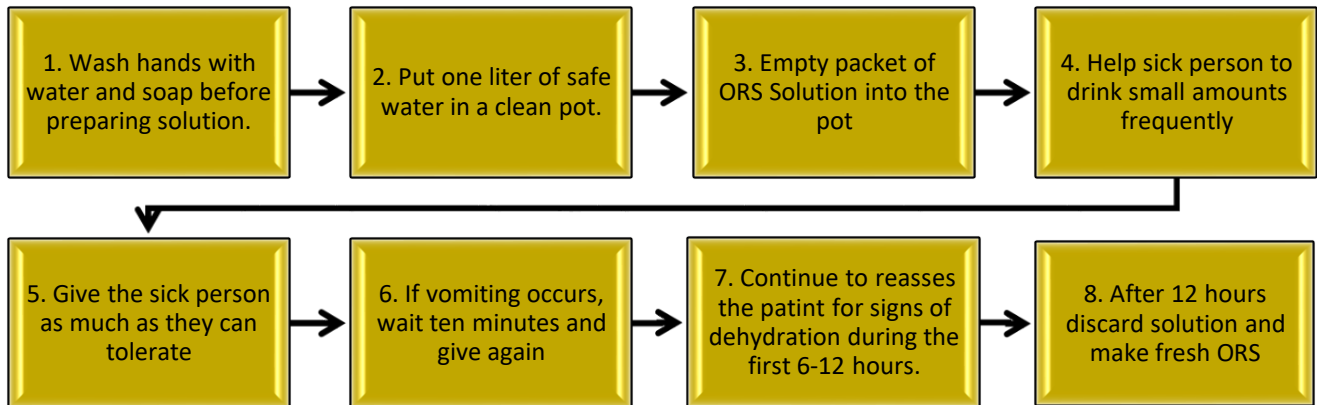 1. Wash hands with
water and soap before
preparing solution.
2. Put one liter of safe
water in a clean pot.
3. Empty packet of
ORS Solution into the
pot
4. Help sick person to
drink small amounts
frequently
5. Give the sick person
as much as they can
tolerate
6. If vomiting occurs,
wait ten minutes and
give again
7. Continue to reasses
the patint for signs of
dehydration during the
first 6-12 hours.
8. After 12 hours
discard solution and
make fresh ORS